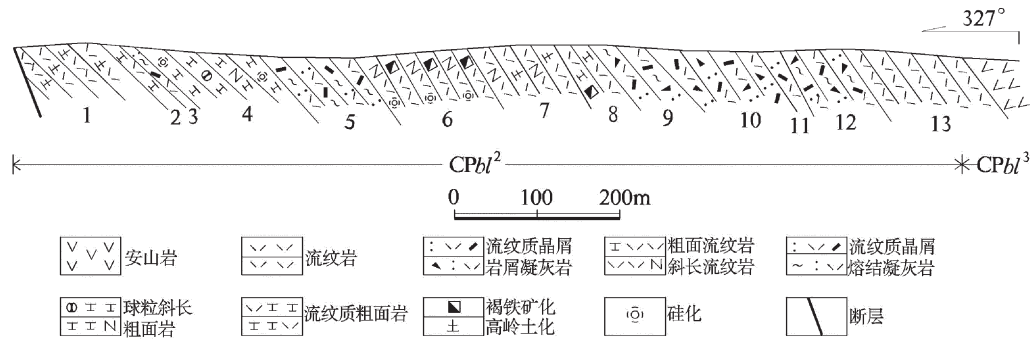 327°
1 2 3 4 5 6 7 8 9 10 11 12 13
CPbl² CPbl³
0 100 200m
安山岩 流纹岩 流纹质晶屑 粗面流纹岩 流纹质晶屑
岩屑凝灰岩 斜长流纹岩 熔结凝灰岩
球粒斜长 流纹质粗面岩 褐铁矿化 硅化 断层
粗面岩 高岭土化